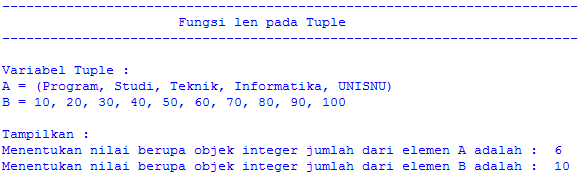 ------------------------------------------------------------------------
Fungsi len pada Tuple
------------------------------------------------------------------------
Variabel Tuple :
A = (Program, Studi, Teknik, Informatika, UNISNU)
B = 10, 20, 30, 40, 50, 60, 70, 80, 90, 100
Tampilkan :
Menentukan nilai berupa objek integer jumlah dari elemen A adalah :  6
Menentukan nilai berupa objek integer jumlah dari elemen B adalah :  10